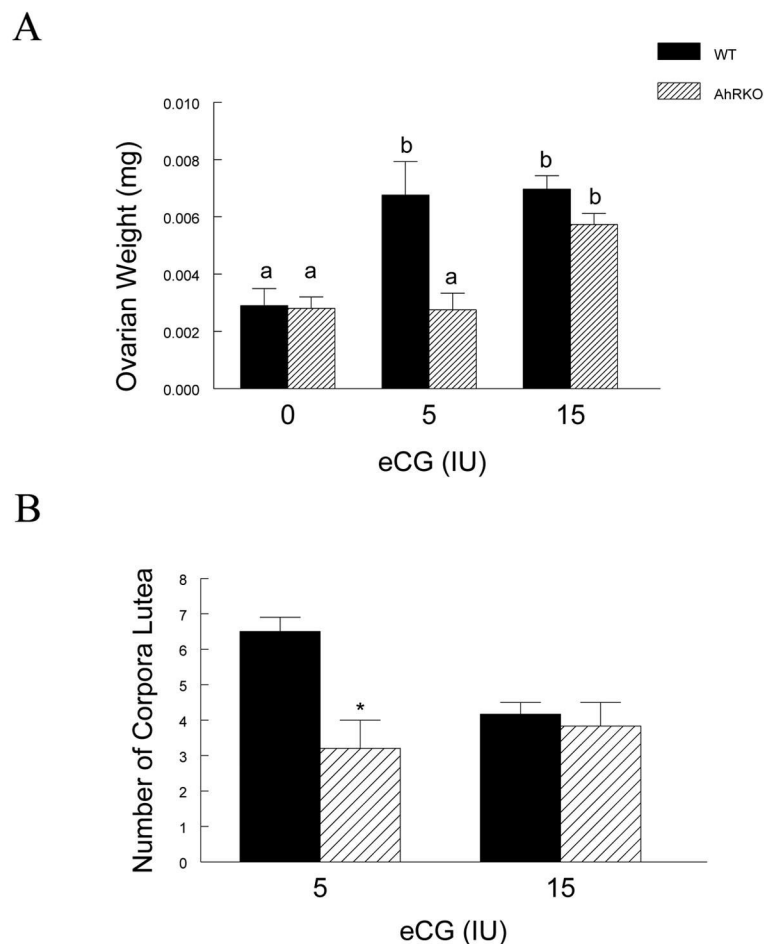 A
WT
AhRKO
0.010
0.008
0.006
0.004
0.002
0.000
Ovarian Weight (mg)
a a
b
a
b
b
0 5 15
eCG (IU)
B
8
7
6
5
4
3
2
1
0
Number of Corpora Lutea
*
5 15
eCG (IU)